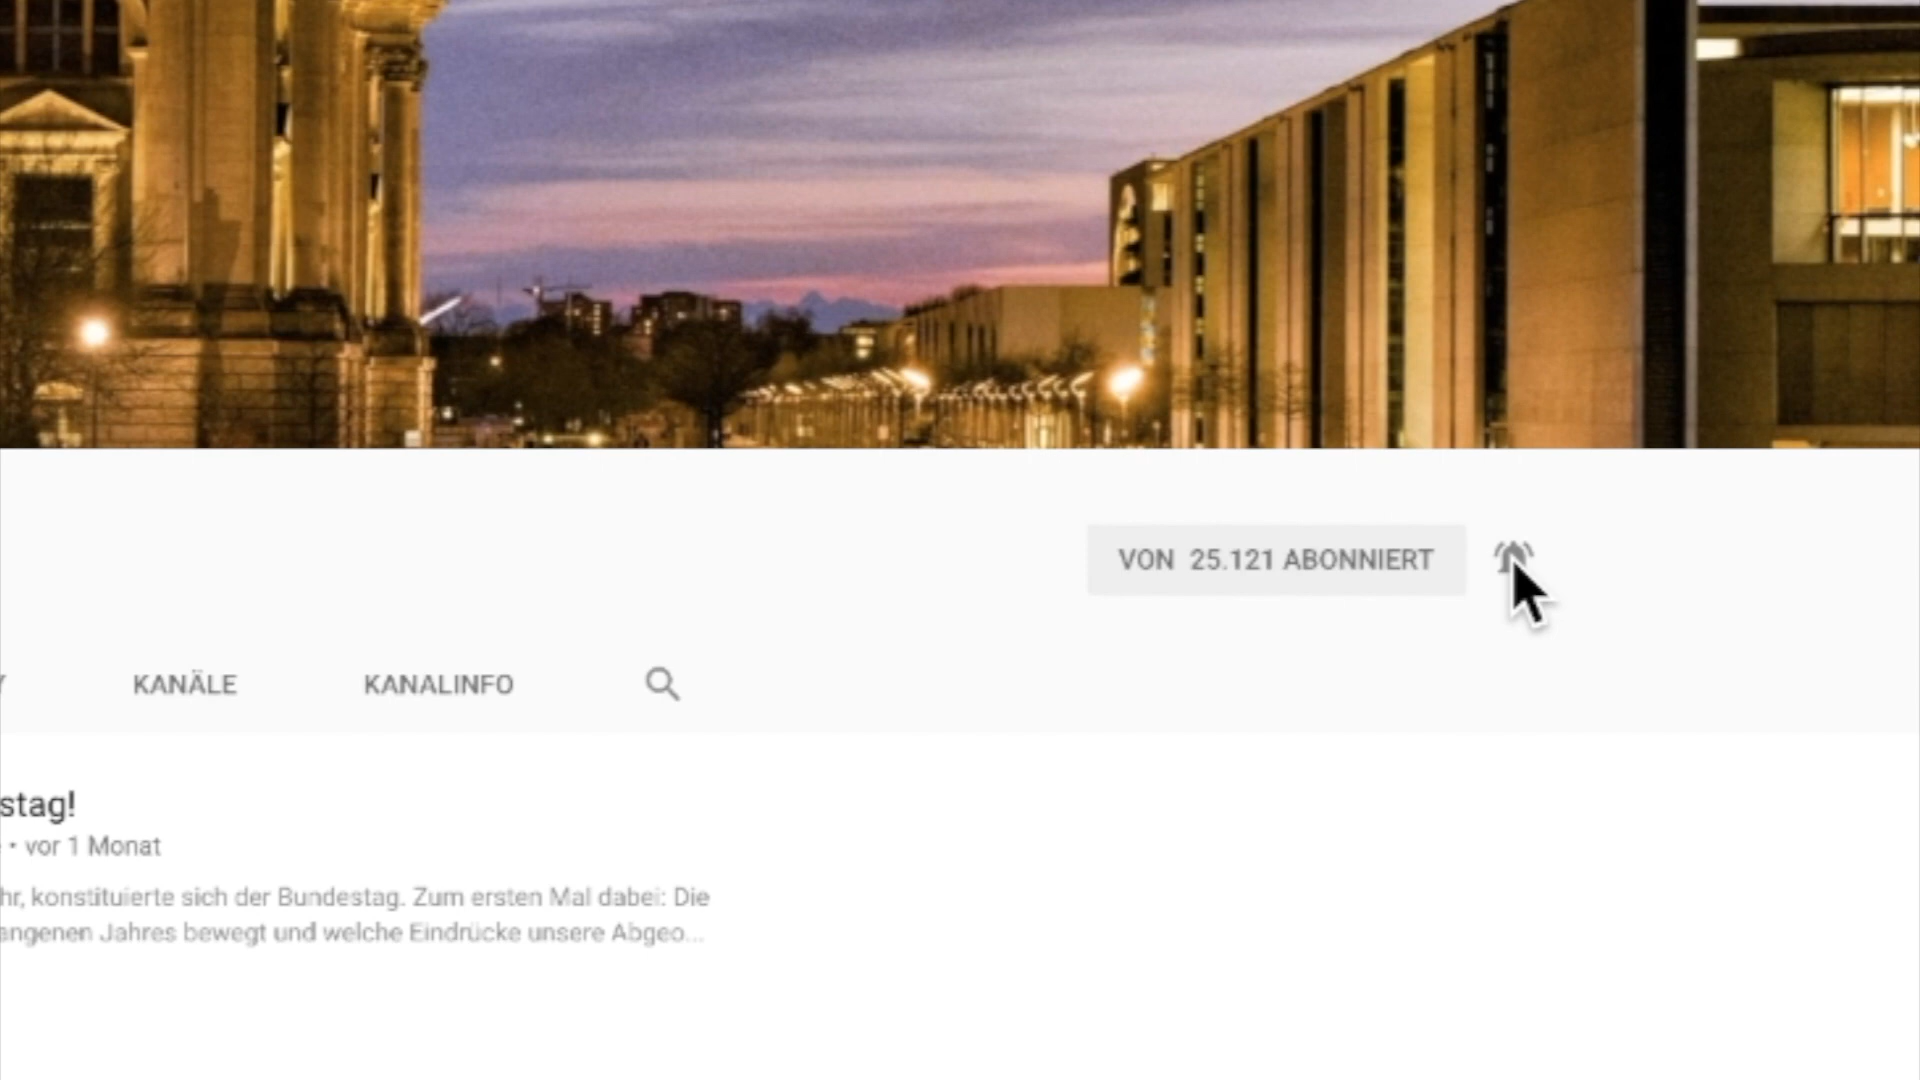 VON 25.121 ABONNIERT
KANÄLE KANALINFO
stag!
• vor 1 Monat
hr, konstituierte sich der Bundestag. Zum ersten Mal dabei: Die
angenen Jahres bewegt und welche Eindrücke unsere Abgeo...